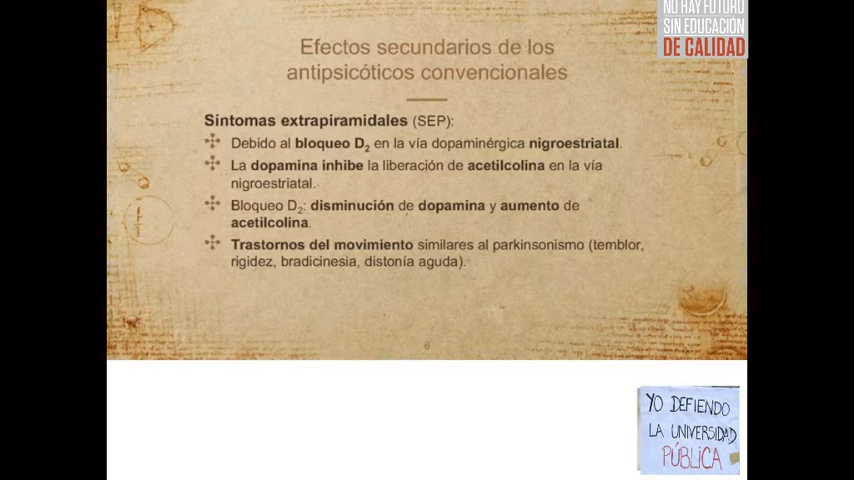 NO HAY FUTURO
SIN EDUCACIÓN
DE CALIDAD
Efectos secundarios de los
antipsicóticos convencionales
Síntomas extrapiramidales (SEP):
Debido al bloqueo D2 en la vía dopaminérgica nigroestriatal.
La dopamina inhibe la liberación de acetilcolina en la vía
nigroestriatal.
Bloqueo D2: disminución de dopamina y aumento de
acetilcolina.
Trastornos del movimiento similares al parkinsonismo (temblor,
rigidez, bradicinesia, distonía aguda).
6
YO DEFIENDO
LA UNIVERSIDAD
PÚBLICA